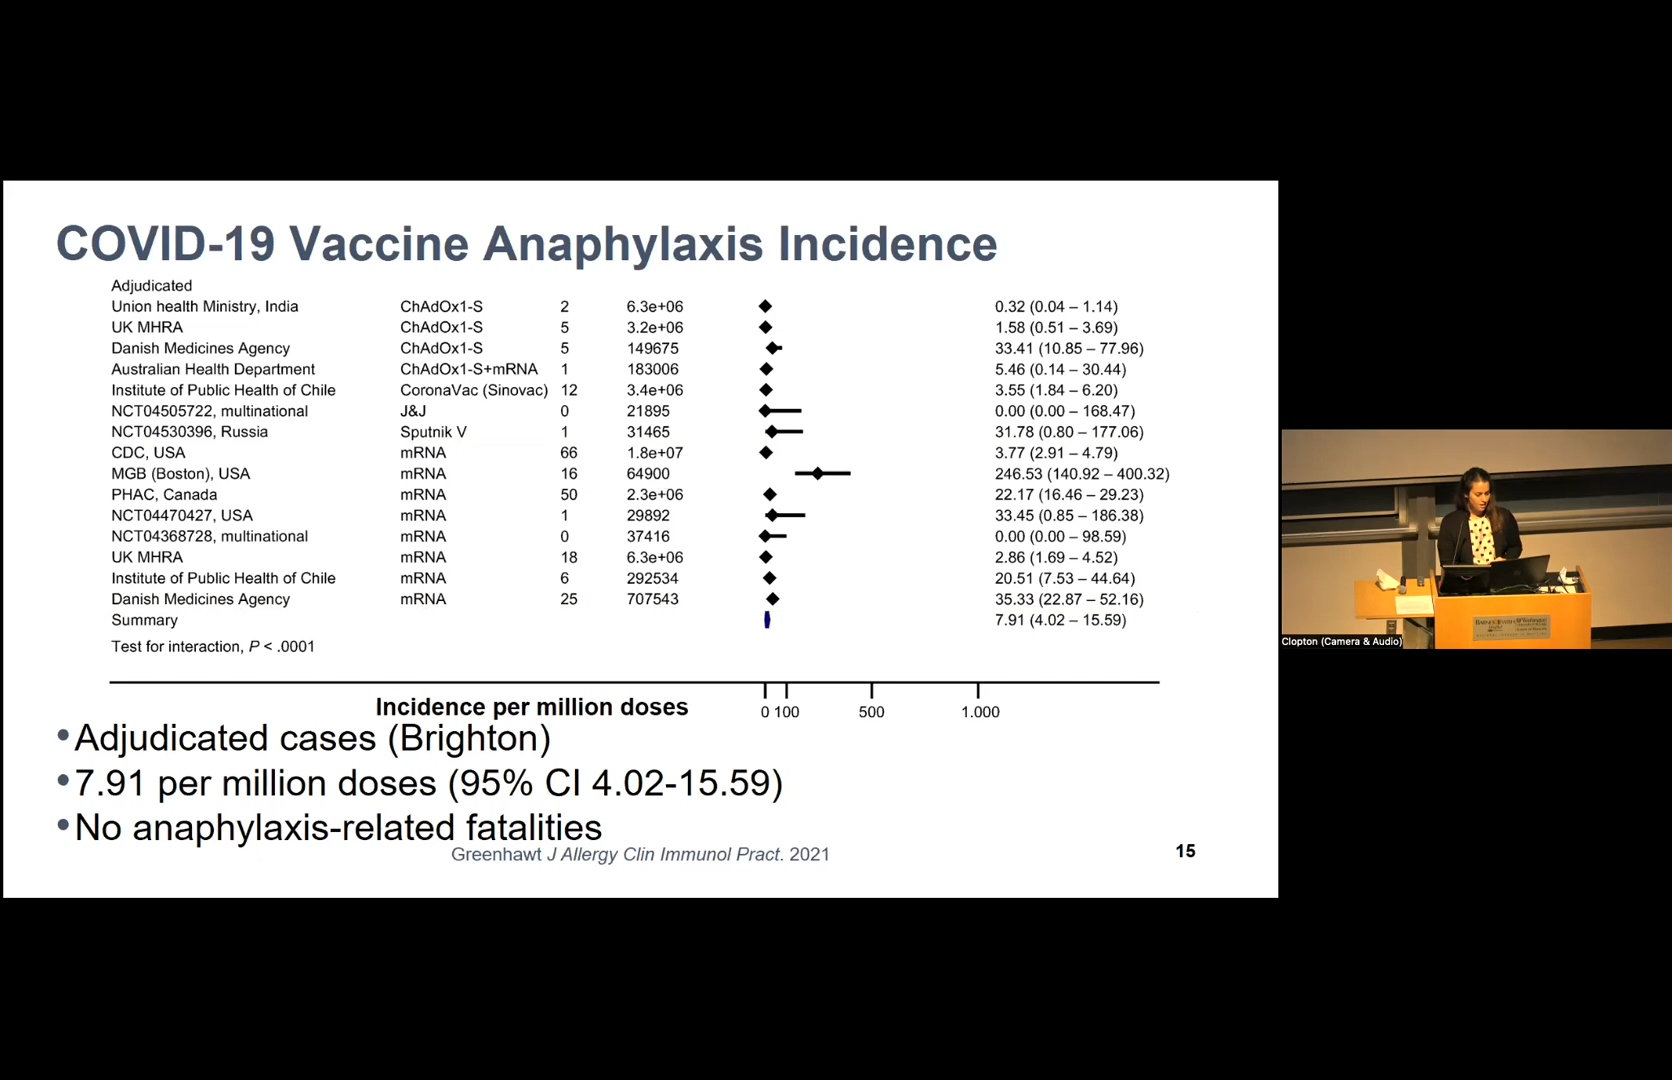 COVID-19 Vaccine Anaphylaxis Incidence
Adjudicated
Union health Ministry, India ChAdOx1-S 2 6.3e+06 0.32 (0.04 – 1.14)
UK MHRA ChAdOx1-S 5 3.2e+06 1.58 (0.51 – 3.69)
Danish Medicines Agency ChAdOx1-S 5 149675 33.41 (10.85 – 77.96)
Australian Health Department ChAdOx1-S+mRNA 1 183006 5.46 (0.14 – 30.44)
Institute of Public Health of Chile CoronaVac (Sinovac) 12 3.4e+06 3.55 (1.84 – 6.20)
NCT04505722, multinational J&J 0 21895 0.00 (0.00 – 168.47)
NCT04530396, Russia Sputnik V 1 31465 31.78 (0.80 – 177.06)
CDC, USA mRNA 66 1.8e+07 3.77 (2.91 – 4.79)
MGB (Boston), USA mRNA 16 64900 246.53 (140.92 – 400.32)
PHAC, Canada mRNA 50 2.3e+06 22.17 (16.46 – 29.23)
NCT04470427, USA mRNA 1 29892 33.45 (0.85 – 186.38)
NCT04368728, multinational mRNA 0 37416 0.00 (0.00 – 98.59)
UK MHRA mRNA 18 6.3e+06 2.86 (1.69 – 4.52)
Institute of Public Health of Chile mRNA 6 292534 20.51 (7.53 – 44.64)
Danish Medicines Agency mRNA 25 707543 35.33 (22.87 – 52.16)
Summary 7.91 (4.02 – 15.59)
Test for interaction, P < .0001
Incidence per million doses 0 100 500 1.000
•Adjudicated cases (Brighton)
•7.91 per million doses (95% CI 4.02-15.59)
•No anaphylaxis-related fatalities
Greenhawt J Allergy Clin Immunol Pract. 2021
15
Clopton (Camera & Audio)